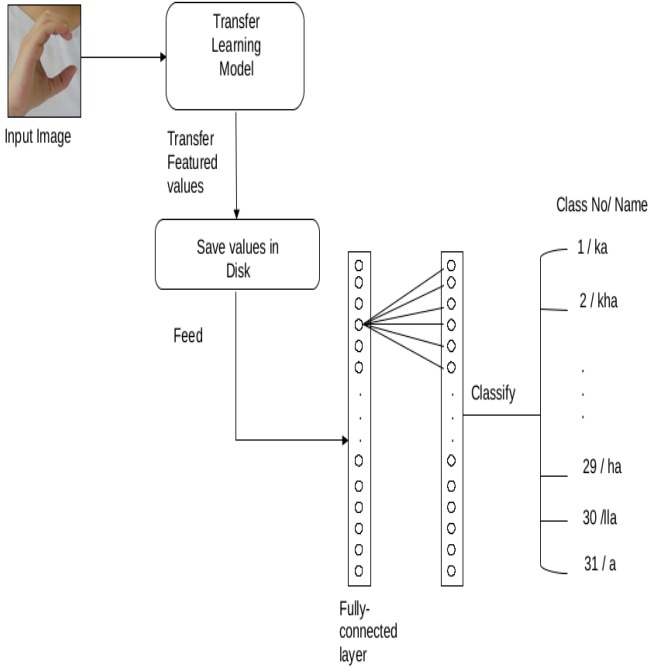 Transfer
Learning
Model
Input Image
Transfer
Featured
values
Save values in
Disk
Feed
Class No/ Name
1 / ka
2 / kha
.
.
.
Classify
29 / ha
30 /lla
31 / a
Fully-
connected
layer